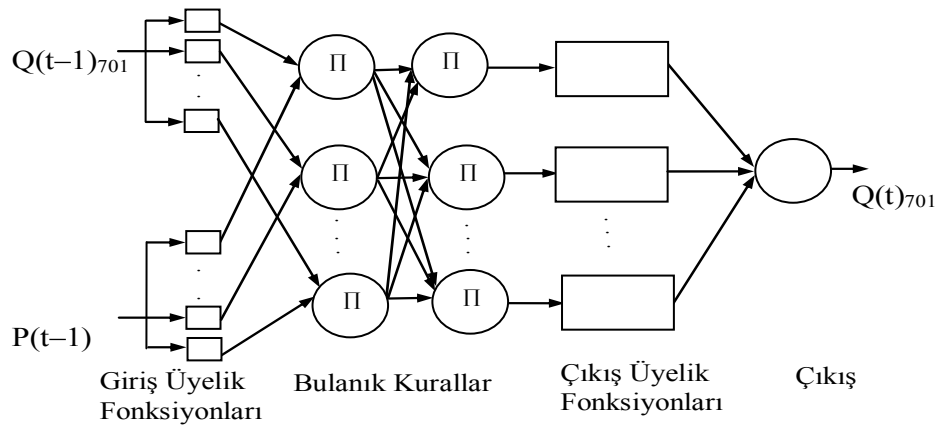 Q(t–1)701
P(t–1)
Π
Π
Π
Π
Π
Π
Q(t)701
Giriş Üyelik
Fonksiyonları
Bulanık Kurallar
Çıkış Üyelik
Fonksiyonları
Çıkış